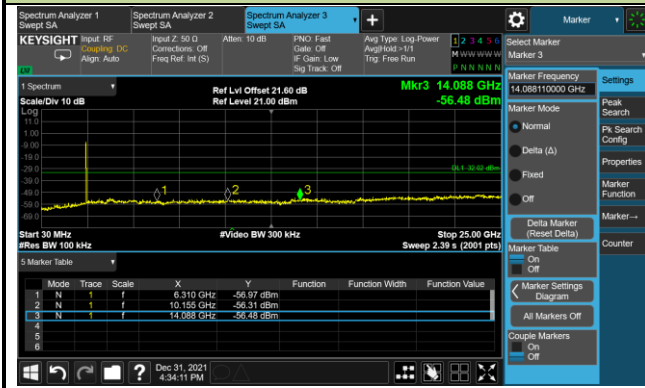 Spectrum Analyzer 1
Swept SA
Spectrum Analyzer 2
Swept SA
Spectrum Analyzer 3
Swept SA
+
Marker
KEYSIGHT
Input: RF
Coupling: DC
Align: Auto
Input Z: 50 Ω
Corrections: Off
Freq Ref: Int (S)
Atten: 10 dB
PNO: Fast
Gate: Off
IF Gain: Low
Sig Track: Off
Avg Type: Log-Power
Avg|Hold:>1/1
Trig: Free Run
1 2 3 4 5 6
M W W W W W
P N N N N N
Select Marker
Marker 3
1 Spectrum
Scale/Div 10 dB
Log
Ref Lvl Offset 21.60 dB
Ref Level 21.00 dBm
Mkr3 14.088 GHz
-56.48 dBm
11.0
1.00
-9.00
-19.0
-29.0
-39.0
-49.0
-59.0
-69.0
DL1 -32.02 dBm
1
2
3
Start 30 MHz
#Res BW 100 kHz
#Video BW 300 kHz
Stop 25.00 GHz
Sweep 2.39 s (2001 pts)
5 Marker Table
Mode Trace Scale X Y Function Function Width Function Value
1 N 1 f 6.310 GHz -56.97 dBm
2 N 1 f 10.155 GHz -56.31 dBm
3 N 1 f 14.088 GHz -56.48 dBm
4
5
6
Marker Frequency
14.088110000 GHz
Marker Mode
Normal
Delta (Δ)
Fixed
Off
Delta Marker
(Reset Delta)
Marker Table
On
Off
Marker Settings
Diagram
All Markers Off
Couple Markers
On
Off
Settings
Peak
Search
Pk Search
Config
Properties
Marker
Function
Marker→
Counter
?
Dec 31, 2021
4:34:11 PM